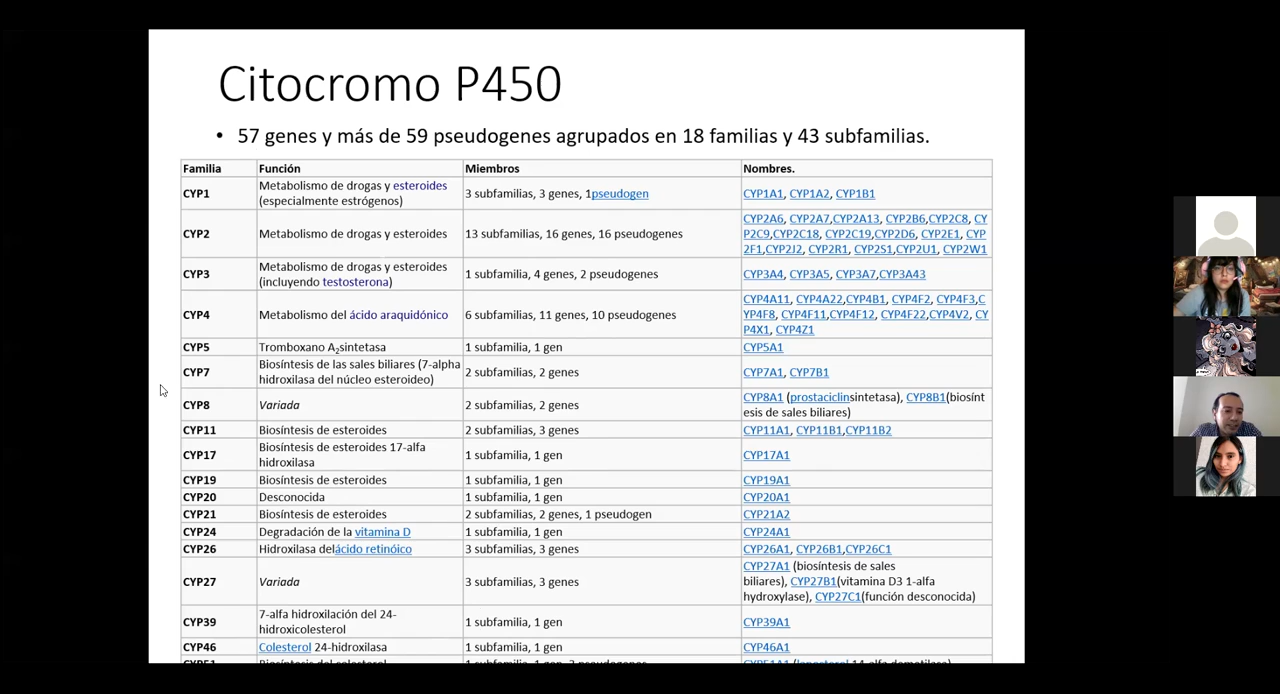 Citocromo P450
• 57 genes y más de 59 pseudogenes agrupados en 18 familias y 43 subfamilias.
Familia Función Miembros Nombres.
CYP1 Metabolismo de drogas y esteroides (especialmente estrógenos) 3 subfamilias, 3 genes, 1pseudogen CYP1A1, CYP1A2, CYP1B1
CYP2 Metabolismo de drogas y esteroides 13 subfamilias, 16 genes, 16 pseudogenes CYP2A6, CYP2A7,CYP2A13, CYP2B6,CYP2C8, CYP2C9,CYP2C18, CYP2C19,CYP2D6, CYP2E1, CYP2F1,CYP2J2, CYP2R1, CYP2S1,CYP2U1, CYP2W1
CYP3 Metabolismo de drogas y esteroides (incluyendo testosterona) 1 subfamilia, 4 genes, 2 pseudogenes CYP3A4, CYP3A5, CYP3A7,CYP3A43
CYP4 Metabolismo del ácido araquidónico 6 subfamilias, 11 genes, 10 pseudogenes CYP4A11, CYP4A22,CYP4B1, CYP4F2, CYP4F3,CYP4F8, CYP4F11,CYP4F12, CYP4F22,CYP4V2, CYP4X1, CYP4Z1
CYP5 Tromboxano A2sintetasa 1 subfamilia, 1 gen CYP5A1
CYP7 Biosíntesis de las sales biliares (7-alpha hidroxilasa del núcleo esteroideo) 2 subfamilias, 2 genes CYP7A1, CYP7B1
CYP8 Variada 2 subfamilias, 2 genes CYP8A1 (prostaciclinsintetasa), CYP8B1(biosíntesis de sales biliares)
CYP11 Biosíntesis de esteroides 2 subfamilias, 3 genes CYP11A1, CYP11B1,CYP11B2
CYP17 Biosíntesis de esteroides 17-alfa hidroxilasa 1 subfamilia, 1 gen CYP17A1
CYP19 Biosíntesis de esteroides 1 subfamilia, 1 gen CYP19A1
CYP20 Desconocida 1 subfamilia, 1 gen CYP20A1
CYP21 Biosíntesis de esteroides 2 subfamilias, 2 genes, 1 pseudogen CYP21A2
CYP24 Degradación de la vitamina D 1 subfamilia, 1 gen CYP24A1
CYP26 Hidroxilasa delácido retinóico 3 subfamilias, 3 genes CYP26A1, CYP26B1,CYP26C1
CYP27 Variada 3 subfamilias, 3 genes CYP27A1 (biosíntesis de sales biliares), CYP27B1(vitamina D3 1-alfa hydroxylase), CYP27C1(función desconocida)
CYP39 7-alfa hidroxilación del 24-hidroxicolesterol 1 subfamilia, 1 gen CYP39A1
CYP46 Colesterol 24-hidroxilasa 1 subfamilia, 1 gen CYP46A1